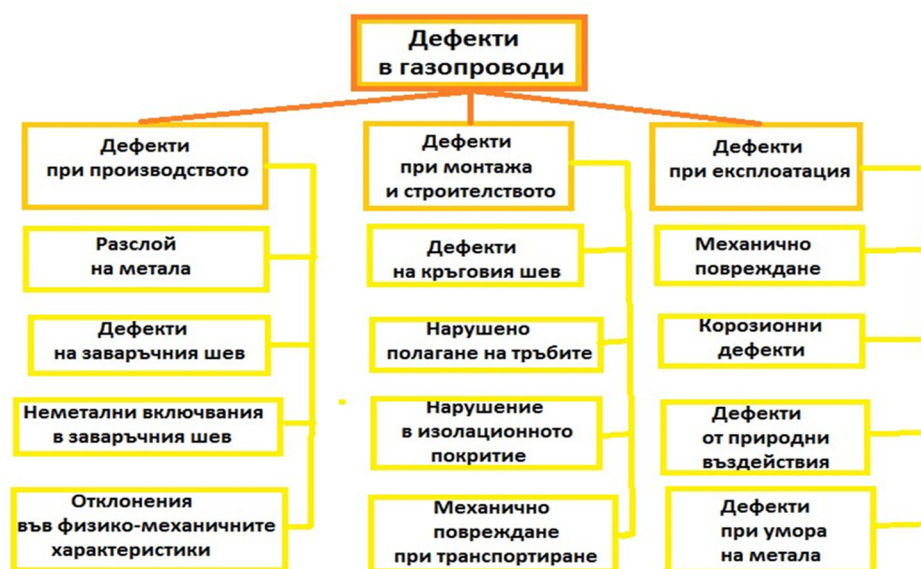 Дефекти
в газопроводи
Дефекти
при производството
Разслой
на метала
Дефекти
на заваръчния шев
Неметални включвания
в заваръчния шев
Отклонения
във физико-механичните
характеристики
Дефекти
при монтажа
и строителството
Дефекти
на кръговия шев
Нарушено
полагане на тръбите
Нарушение
в изолационното
покритие
Механично
повреждане
при транспортиране
Дефекти
при експлоатация
Механично
повреждане
Корозионни
дефекти
Дефекти
от природни
въздействия
Дефекти
при умора
на метала